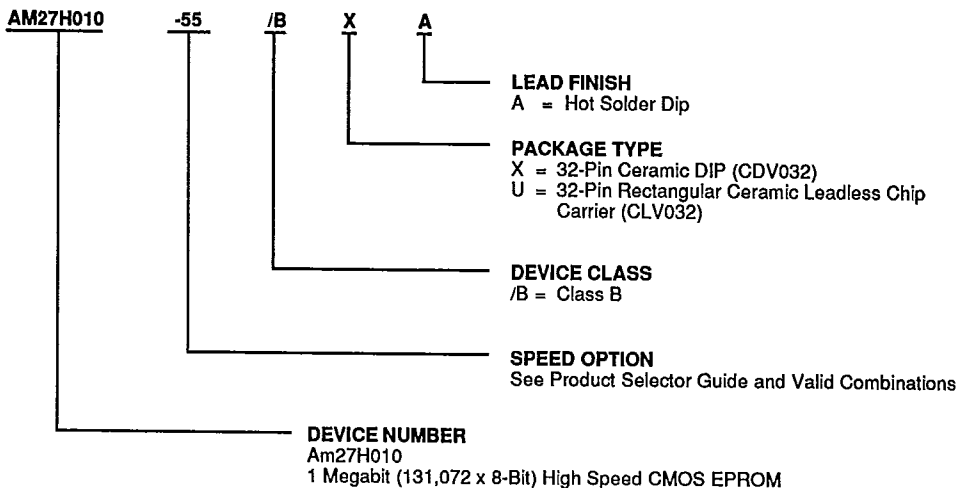 AM27H010 -55 /B X A
LEAD FINISH
A = Hot Solder Dip
PACKAGE TYPE
X = 32-Pin Ceramic DIP (CDV032)
U = 32-Pin Rectangular Ceramic Leadless Chip
Carrier (CLV032)
DEVICE CLASS
/B = Class B
SPEED OPTION
See Product Selector Guide and Valid Combinations
DEVICE NUMBER
Am27H010
1 Megabit (131,072 x 8-Bit) High Speed CMOS EPROM